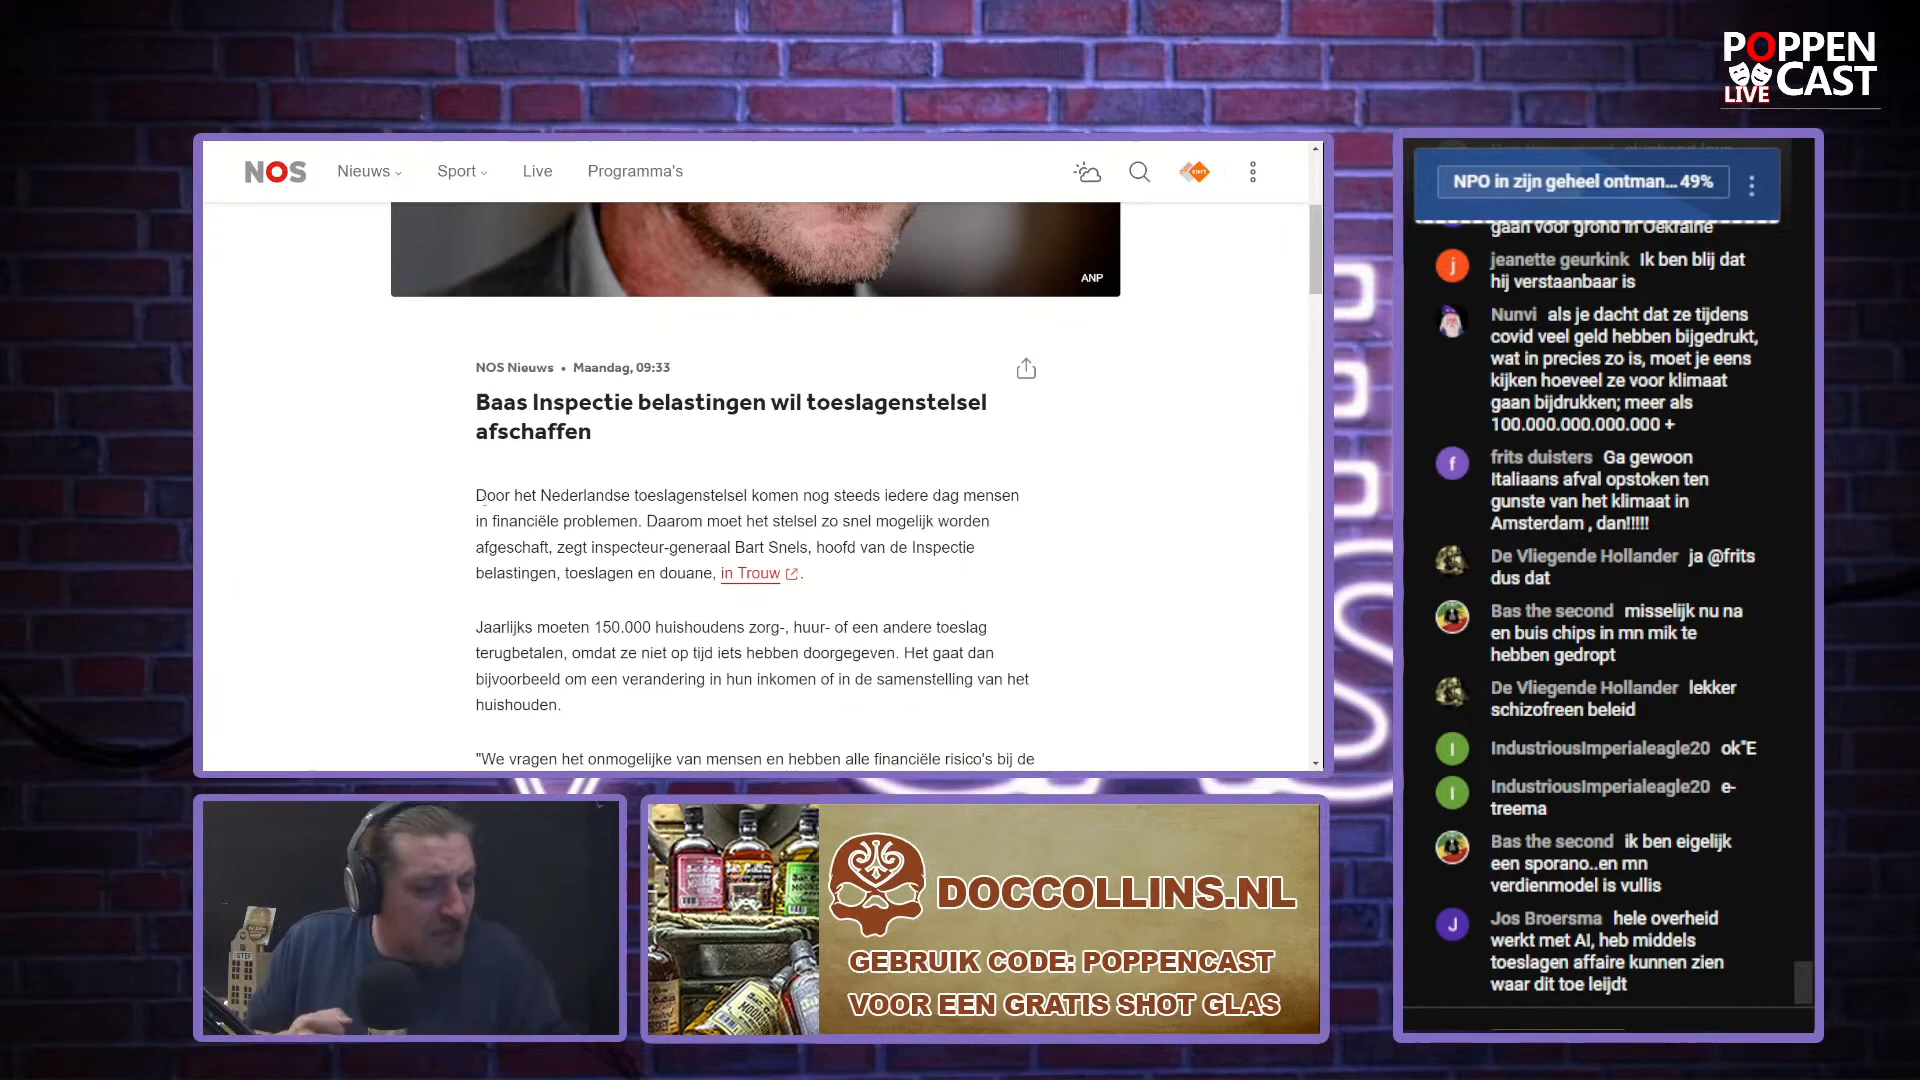 POPPEN
CAST
LIVE
NOS
Nieuws
Sport
Live
Programma's
ANP
NOS Nieuws • Maandag, 09:33
Baas Inspectie belastingen wil toeslagenstelsel
afschaffen
Door het Nederlandse toeslagenstelsel komen nog steeds iedere dag mensen
in financiële problemen. Daarom moet het stelsel zo snel mogelijk worden
afgeschaft, zegt inspecteur-generaal Bart Snels, hoofd van de Inspectie
belastingen, toeslagen en douane, in Trouw.
Jaarlijks moeten 150.000 huishoudens zorg-, huur- of een andere toeslag
terugbetalen, omdat ze niet op tijd iets hebben doorgegeven. Het gaat dan
bijvoorbeeld om een verandering in hun inkomen of in de samenstelling van het
huishouden.
"We vragen het onmogelijke van mensen en hebben alle financiële risico's bij de
STEF
DOCCOLLINS.NL
GEBRUIK CODE: POPPENCAST
VOOR EEN GRATIS SHOT GLAS
NPO in zijn geheel ontman... 49%
gaan voor grond in Oekraine
j
jeanette geurkink Ik ben blij dat
hij verstaanbaar is
Nunvi als je dacht dat ze tijdens
covid veel geld hebben bijgedrukt,
wat in precies zo is, moet je eens
kijken hoeveel ze voor klimaat
gaan bijdrukken; meer als
100.000.000.000.000 +
f
frits duisters Ga gewoon
Italiaans afval opstoken ten
gunste van het klimaat in
Amsterdam , dan!!!!!
De Vliegende Hollander ja @frits
dus dat
Bas the second misselijk nu na
en buis chips in mn mik te
hebben gedropt
De Vliegende Hollander lekker
schizofreen beleid
I
IndustriousImperialeagle20 ok"E
I
IndustriousImperialeagle20 e-
treema
Bas the second ik ben eigelijk
een sporano..en mn
verdienmodel is vullis
J
Jos Broersma hele overheid
werkt met AI, heb middels
toeslagen affaire kunnen zien
waar dit toe leijdt